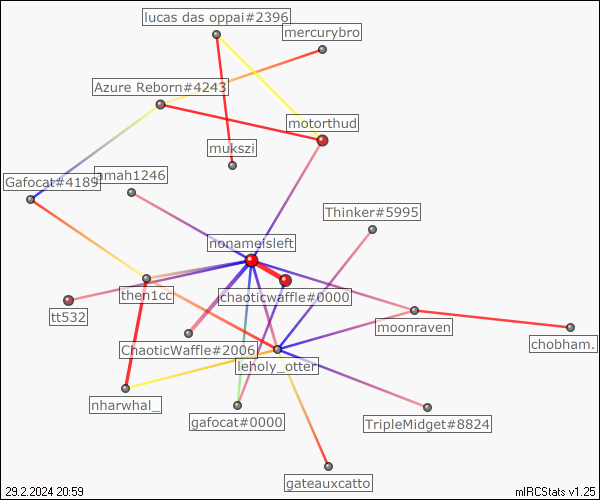 lucas das oppai#2396
mercurybro
Azure Reborn#4243
motorthud
mukszi
amah1246
Gafocat#4189
Thinker#5995
nonameisleft
then1cc
chaoticwaffle#0000
tt532
moonraven
chobham.
ChaoticWaffle#2006
leholy_otter
nharwhal_
gafocat#0000
TripleMidget#8824
gateauxcatto
29.2.2024 20:59
mIRCStats v1.25